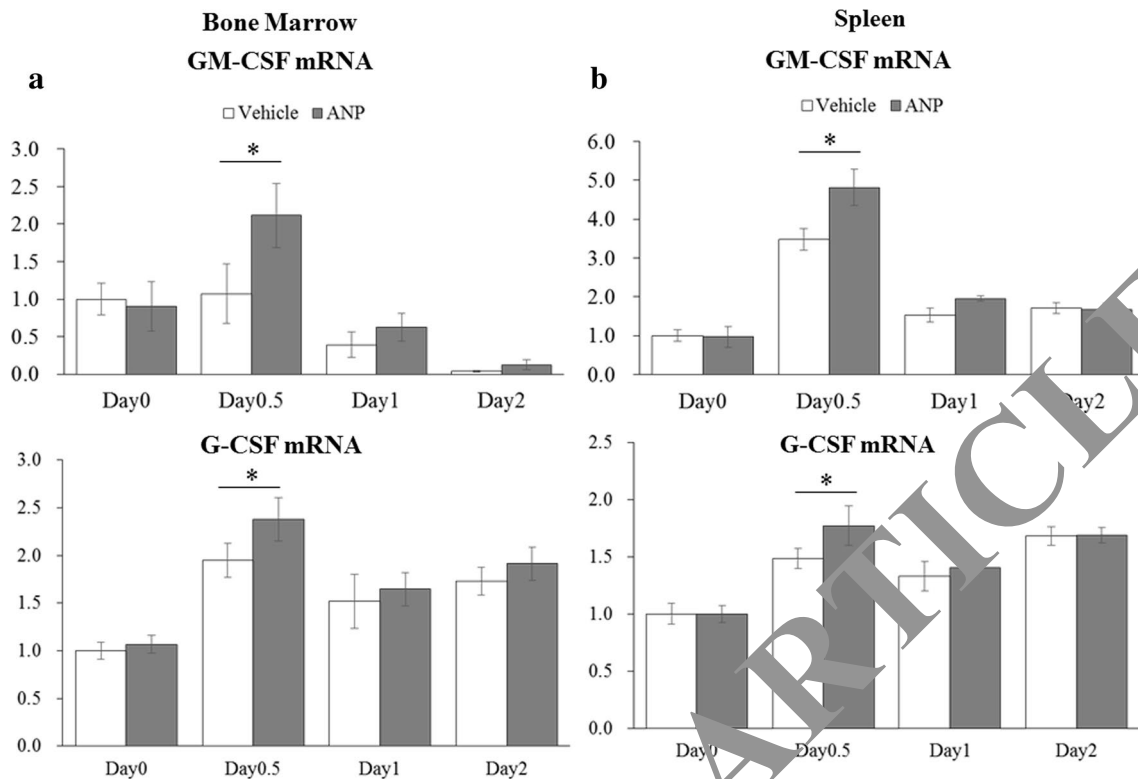 Bone Marrow
GM-CSF mRNA
a
Vehicle ANP
3.0
2.5
2.0
1.5
1.0
0.5
0.0
*
Day0 Day0.5 Day1 Day2
G-CSF mRNA
3.0
2.5
2.0
1.5
1.0
0.5
0.0
*
Day0 Day0.5 Day1 Day2
Spleen
GM-CSF mRNA
b
Vehicle ANP
6.0
5.0
4.0
3.0
2.0
1.0
0.0
*
Day0 Day0.5 Day1 Day2
G-CSF mRNA
2.5
2.0
1.5
1.0
0.5
0.0
*
Day0 Day0.5 Day1 Day2
ARTICLE